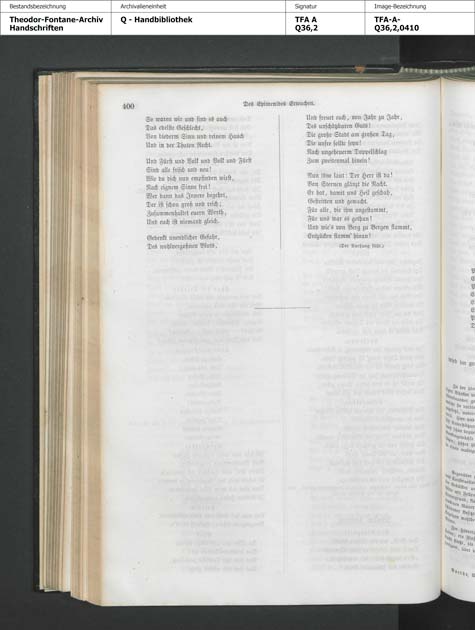 Bestandsbezeichnung
Theodor-Fontane-Archiv
Handschriften
Archivalieneinheit
Q - Handbibliothek
Signatur
TFA A
Q36,2
Image-Bezeichnung
TFA-A-
Q36,2,0410
400
Des Epimenides Erwachen.
So waren wir und sind es auch
Das edelste Geschlecht,
Von biederm Sinn und reinem Hauch
Und in der Thaten Recht.
Und Fürst und Volk und Volk und Fürst
Sind alle frisch und neu!
Wie du dich nun empfinden wirst,
Nach eignem Sinne frei!
Wer dann das Innere begehrt,
Der ist schon groß und reich;
Zusammenhaltet euren Werth,
Und euch ist niemand gleich.
Gedenkt unendlicher Gefahr,
Des wohlvergoßnen Bluts,
Und freuet euch, von Jahr zu Jahr,
Des unschätzbaren Guts!
Die große Stadt am großen Tag,
Die unsre sollte seyn!
Nach ungeheurem Doppelschlag
Zum zweitenmal hinein!
Nun töne laut: Der Herr ist da!
Von Sternen glänzt die Nacht.
Er hat, damit uns Heil geschah,
Gestritten und gewacht.
Für alle, die ihm angestammt,
Für uns war es gethan!
Und wie's von Berg zu Bergen flammt,
Entzücken flamm' hinan!
(Der Vorhang fällt.)